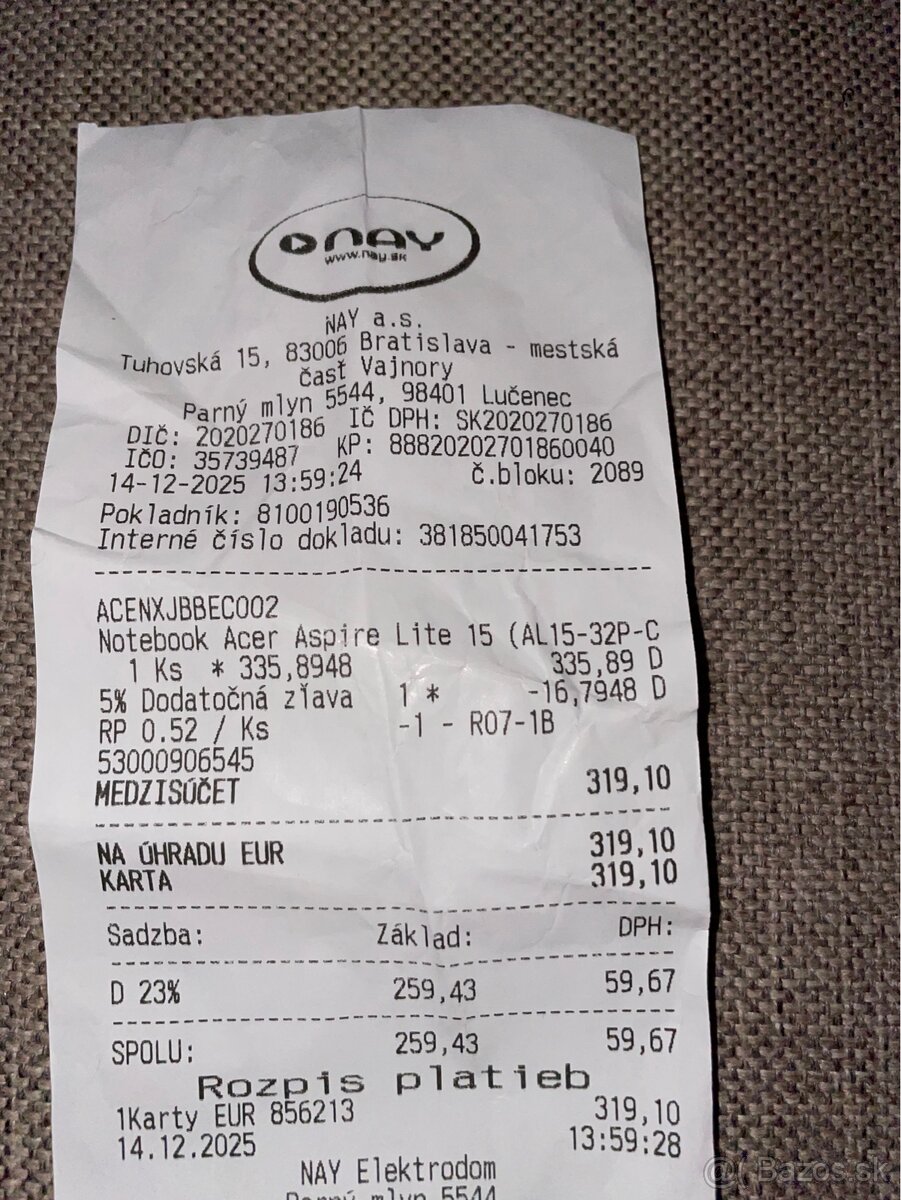 NAY
www.nay.sk
NAY a.s.
Tuhovská 15, 83006 Bratislava - mestská
časť Vajnory
Parný mlyn 5544, 98401 Lučenec
DIČ: 2020270186 IČ DPH: SK2020270186
IČO: 35739487 KP: 88820202701860040
14-12-2025 13:59:24 č.bloku: 2089
Pokladník: 8100190536
Interné číslo dokladu: 381850041753
ACENXJBBEC002
Notebook Acer Aspire Lite 15 (AL15-32P-C
1 Ks * 335,8948 335,89 D
5% Dodatočná zľava 1 * -16,7948 D
RP 0.52 / Ks -1 - R07-1B
53000906545
MEDZISÚČET 319,10
NA ÚHRADU EUR 319,10
KARTA 319,10
Sadzba: Základ: DPH:
D 23% 259,43 59,67
SPOLU: 259,43 59,67
Rozpis platieb
1Karty EUR 856213 319,10
14.12.2025 13:59:28
NAY Elektrodom
Parný mlyn 5544
@ Bazos.sk